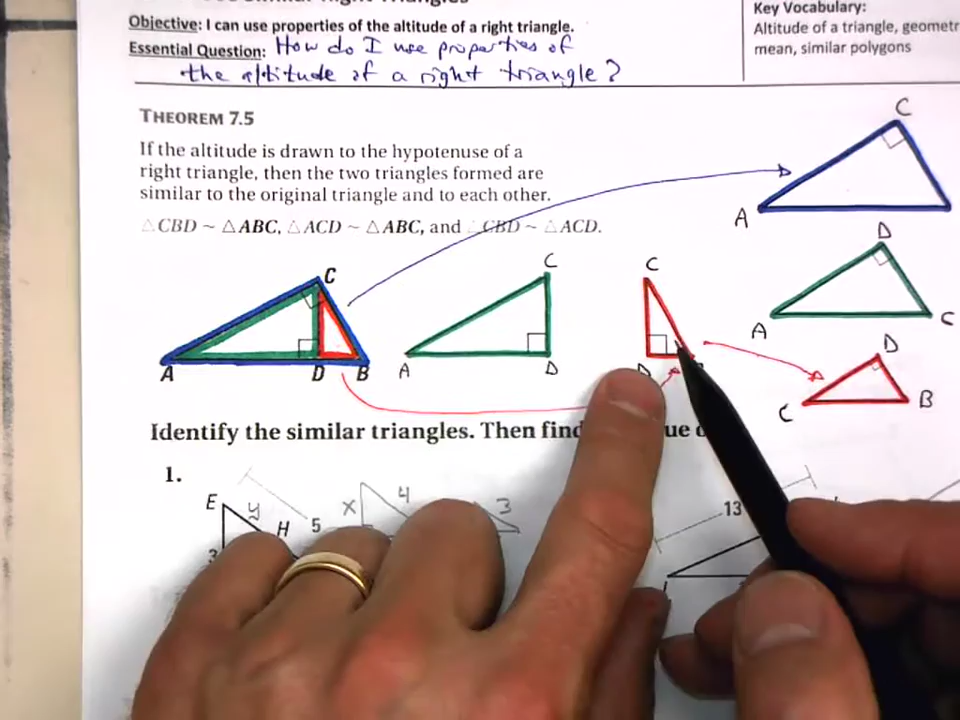 Objective: I can use properties of the altitude of a right triangle.
Essential Question: How do I use properties of
the altitude of a right triangle?
Key Vocabulary:
Altitude of a triangle, geometr
mean, similar polygons
THEOREM 7.5
If the altitude is drawn to the hypotenuse of a
right triangle, then the two triangles formed are
similar to the original triangle and to each other.
△CBD ~ △ABC, △ACD ~ △ABC, and △CBD ~ △ACD.
C
A
D
A
C
D
C
B
C
A
D
B
C
A
D
C
D
Identify the similar triangles. Then find
1.
E
y
H
5
3
x
4
3
13